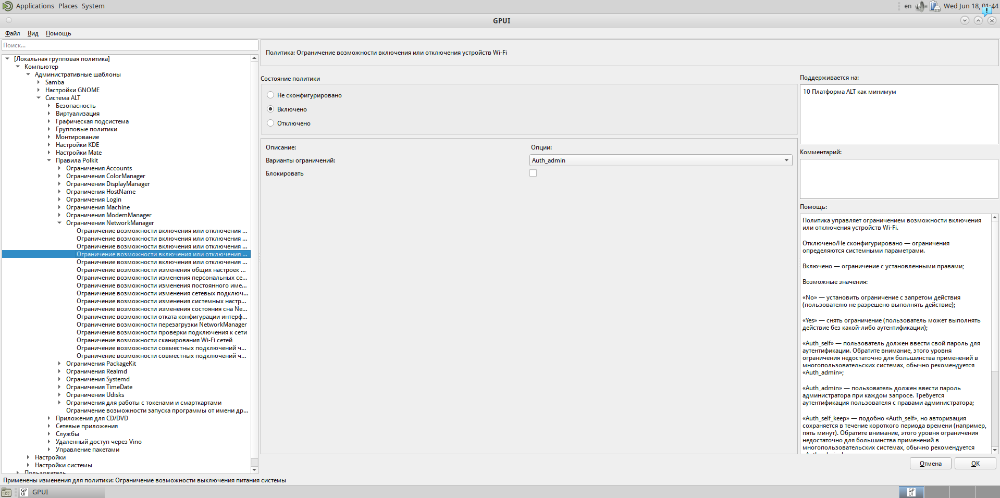 Applications Places System
en
Wed Jun 18, 01:44
GPUI
Файл Вид Помощь
Поиск...
[Локальная групповая политика]
Компьютер
Административные шаблоны
Samba
Настройки GNOME
Система ALT
Безопасность
Виртуализация
Графическая подсистема
Групповые политики
Монтирование
Настройки KDE
Настройки Mate
Правила Polkit
Ограничения Accounts
Ограничения ColorManager
Ограничения DisplayManager
Ограничения HostName
Ограничения Login
Ограничения Machine
Ограничения ModemManager
Ограничения NetworkManager
Ограничение возможности включения или отключения ...
Ограничение возможности включения или отключения ...
Ограничение возможности включения или отключения ...
Ограничение возможности включения или отключения ...
Ограничение возможности включения или отключения ...
Ограничение возможности изменения общих настроек ...
Ограничение возможности изменения персональных се...
Ограничение возможности изменения постоянного име...
Ограничение возможности изменения сетевых подключ...
Ограничение возможности изменения системных настр...
Ограничение возможности изменения состояния сна Ne...
Ограничение возможности отката конфигурации интерф...
Ограничение возможности перезагрузки NetworkManager
Ограничение возможности проверки подключения к сети
Ограничение возможности сканирования Wi-Fi сетей
Ограничение возможности совместных подключений ч...
Ограничение возможности совместных подключений ч...
Ограничения PackageKit
Ограничения Realmd
Ограничения Systemd
Ограничения TimeDate
Ограничения Udisks
Ограничения для работы с токенами и смарткартами
Ограничение возможности запуска программы от имени др...
Приложения для CD/DVD
Сетевые приложения
Службы
Удаленный доступ через Vino
Управление пакетами
Настройки
Настройки системы
Пользователь
Политика: Ограничение возможности включения или отключения устройств Wi-Fi
Состояние политики
Не сконфигурировано
Включено
Отключено
Описание:
Опции:
Варианты ограничений:
Auth_admin
Блокировать
Поддерживается на:
10 Платформа ALT как минимум
Комментарий:
Помощь:
Политика управляет ограничением возможности включения
или отключения устройств Wi-Fi.
Отключено/Не сконфигурировано — ограничения
определяются системными параметрами.
Включено — ограничение с установленными правами;
Возможные значения:
«No» — установить ограничение с запретом действия
(пользователю не разрешено выполнять действие);
«Yes» — снять ограничение (пользователь может выполнять
действие без какой-либо аутентификации);
«Auth_self» — пользователь должен ввести свой пароль для
аутентификации. Обратите внимание, этого уровня
ограничения недостаточно для большинства применений в
многопользовательских системах, обычно рекомендуется
«Auth_admin»;
«Auth_admin» — пользователь должен ввести пароль
администратора при каждом запросе. Требуется
аутентификация пользователя с правами администратора;
«Auth_self_keep» — подобно «Auth_self», но авторизация
сохраняется в течение короткого периода времени (например,
пять минут). Обратите внимание, этого уровня ограничения
недостаточно для большинства применений в
многопользовательских системах, обычно рекомендуется
Отмена
OK
Применены изменения для политики: Ограничение возможности выключения питания системы
GP UI
GPUI
GP UI